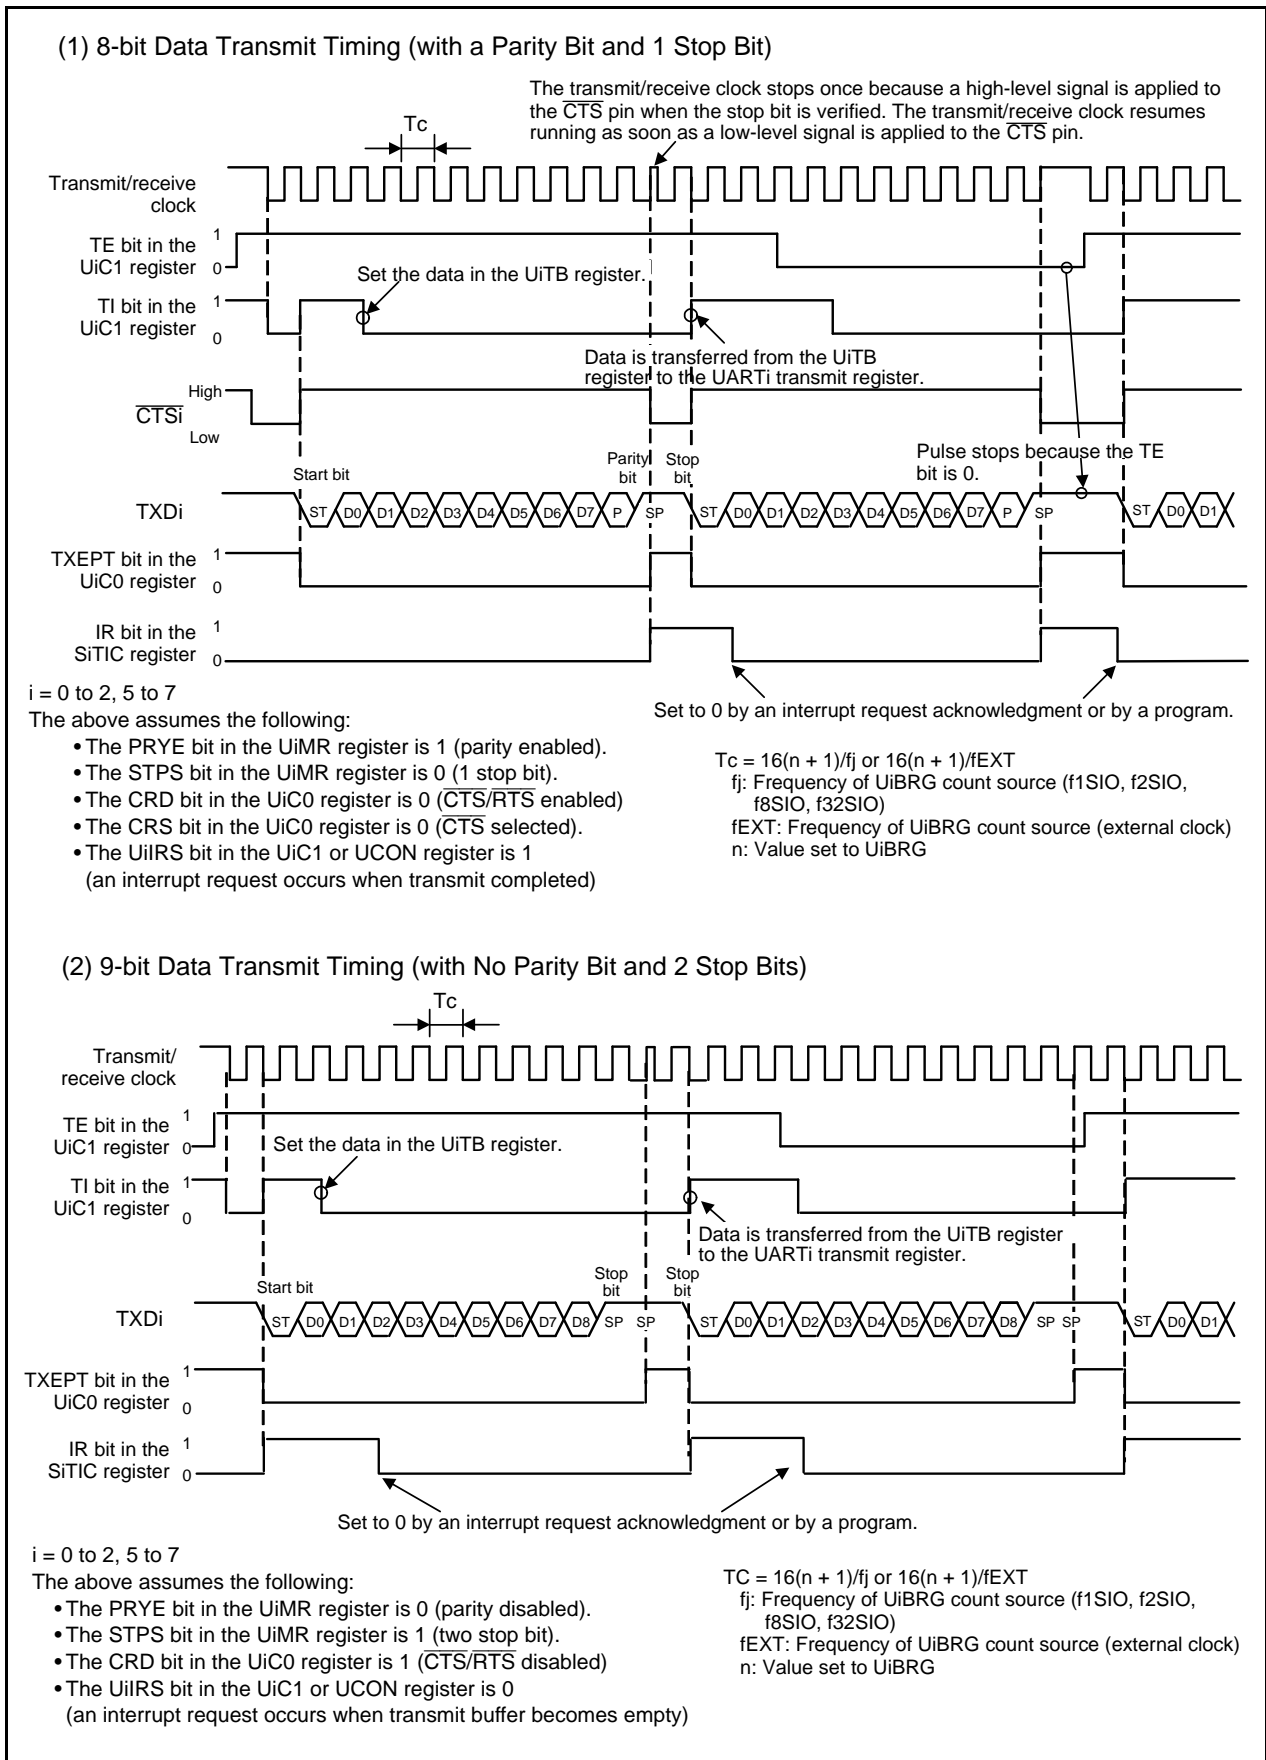 (1) 8-bit Data Transmit Timing (with a Parity Bit and 1 Stop Bit)
The transmit/receive clock stops once because a high-level signal is applied to
the CTS pin when the stop bit is verified. The transmit/receive clock resumes
running as soon as a low-level signal is applied to the CTS pin.
Tc
Transmit/receive
clock
TE bit in the
UiC1 register
1
0
Set the data in the UiTB register.
TI bit in the
UiC1 register
1
0
Data is transferred from the UiTB
register to the UARTi transmit register.
CTSi
High
Low
Pulse stops because the TE
bit is 0.
Start bit
Parity
bit
Stop
bit
TXDi
ST D0 D1 D2 D3 D4 D5 D6 D7 P SP ST D0 D1 D2 D3 D4 D5 D6 D7 P SP ST D0 D1
TXEPT bit in the
UiC0 register
1
0
IR bit in the
SiTIC register
1
0
Set to 0 by an interrupt request acknowledgment or by a program.
i = 0 to 2, 5 to 7
The above assumes the following:
• The PRYE bit in the UiMR register is 1 (parity enabled).
• The STPS bit in the UiMR register is 0 (1 stop bit).
• The CRD bit in the UiC0 register is 0 (CTS/RTS enabled)
• The CRS bit in the UiC0 register is 0 (CTS selected).
• The UiIRS bit in the UiC1 or UCON register is 1
(an interrupt request occurs when transmit completed)
Tc = 16(n + 1)/fj or 16(n + 1)/fEXT
fj: Frequency of UiBRG count source (f1SIO, f2SIO,
f8SIO, f32SIO)
fEXT: Frequency of UiBRG count source (external clock)
n: Value set to UiBRG
(2) 9-bit Data Transmit Timing (with No Parity Bit and 2 Stop Bits)
Tc
Transmit/
receive clock
TE bit in the
UiC1 register
1
0
Set the data in the UiTB register.
TI bit in the
UiC1 register
1
0
Data is transferred from the UiTB register
to the UARTi transmit register.
Start bit
Stop
bit
Stop
bit
TXDi
ST D0 D1 D2 D3 D4 D5 D6 D7 D8 SP SP ST D0 D1 D2 D3 D4 D5 D6 D7 D8 SP SP ST D0 D1
TXEPT bit in the
UiC0 register
1
0
IR bit in the
SiTIC register
1
0
Set to 0 by an interrupt request acknowledgment or by a program.
i = 0 to 2, 5 to 7
The above assumes the following:
• The PRYE bit in the UiMR register is 0 (parity disabled).
• The STPS bit in the UiMR register is 1 (two stop bit).
• The CRD bit in the UiC0 register is 1 (CTS/RTS disabled)
• The UiIRS bit in the UiC1 or UCON register is 0
(an interrupt request occurs when transmit buffer becomes empty)
TC = 16(n + 1)/fj or 16(n + 1)/fEXT
fj: Frequency of UiBRG count source (f1SIO, f2SIO,
f8SIO, f32SIO)
fEXT: Frequency of UiBRG count source (external clock)
n: Value set to UiBRG